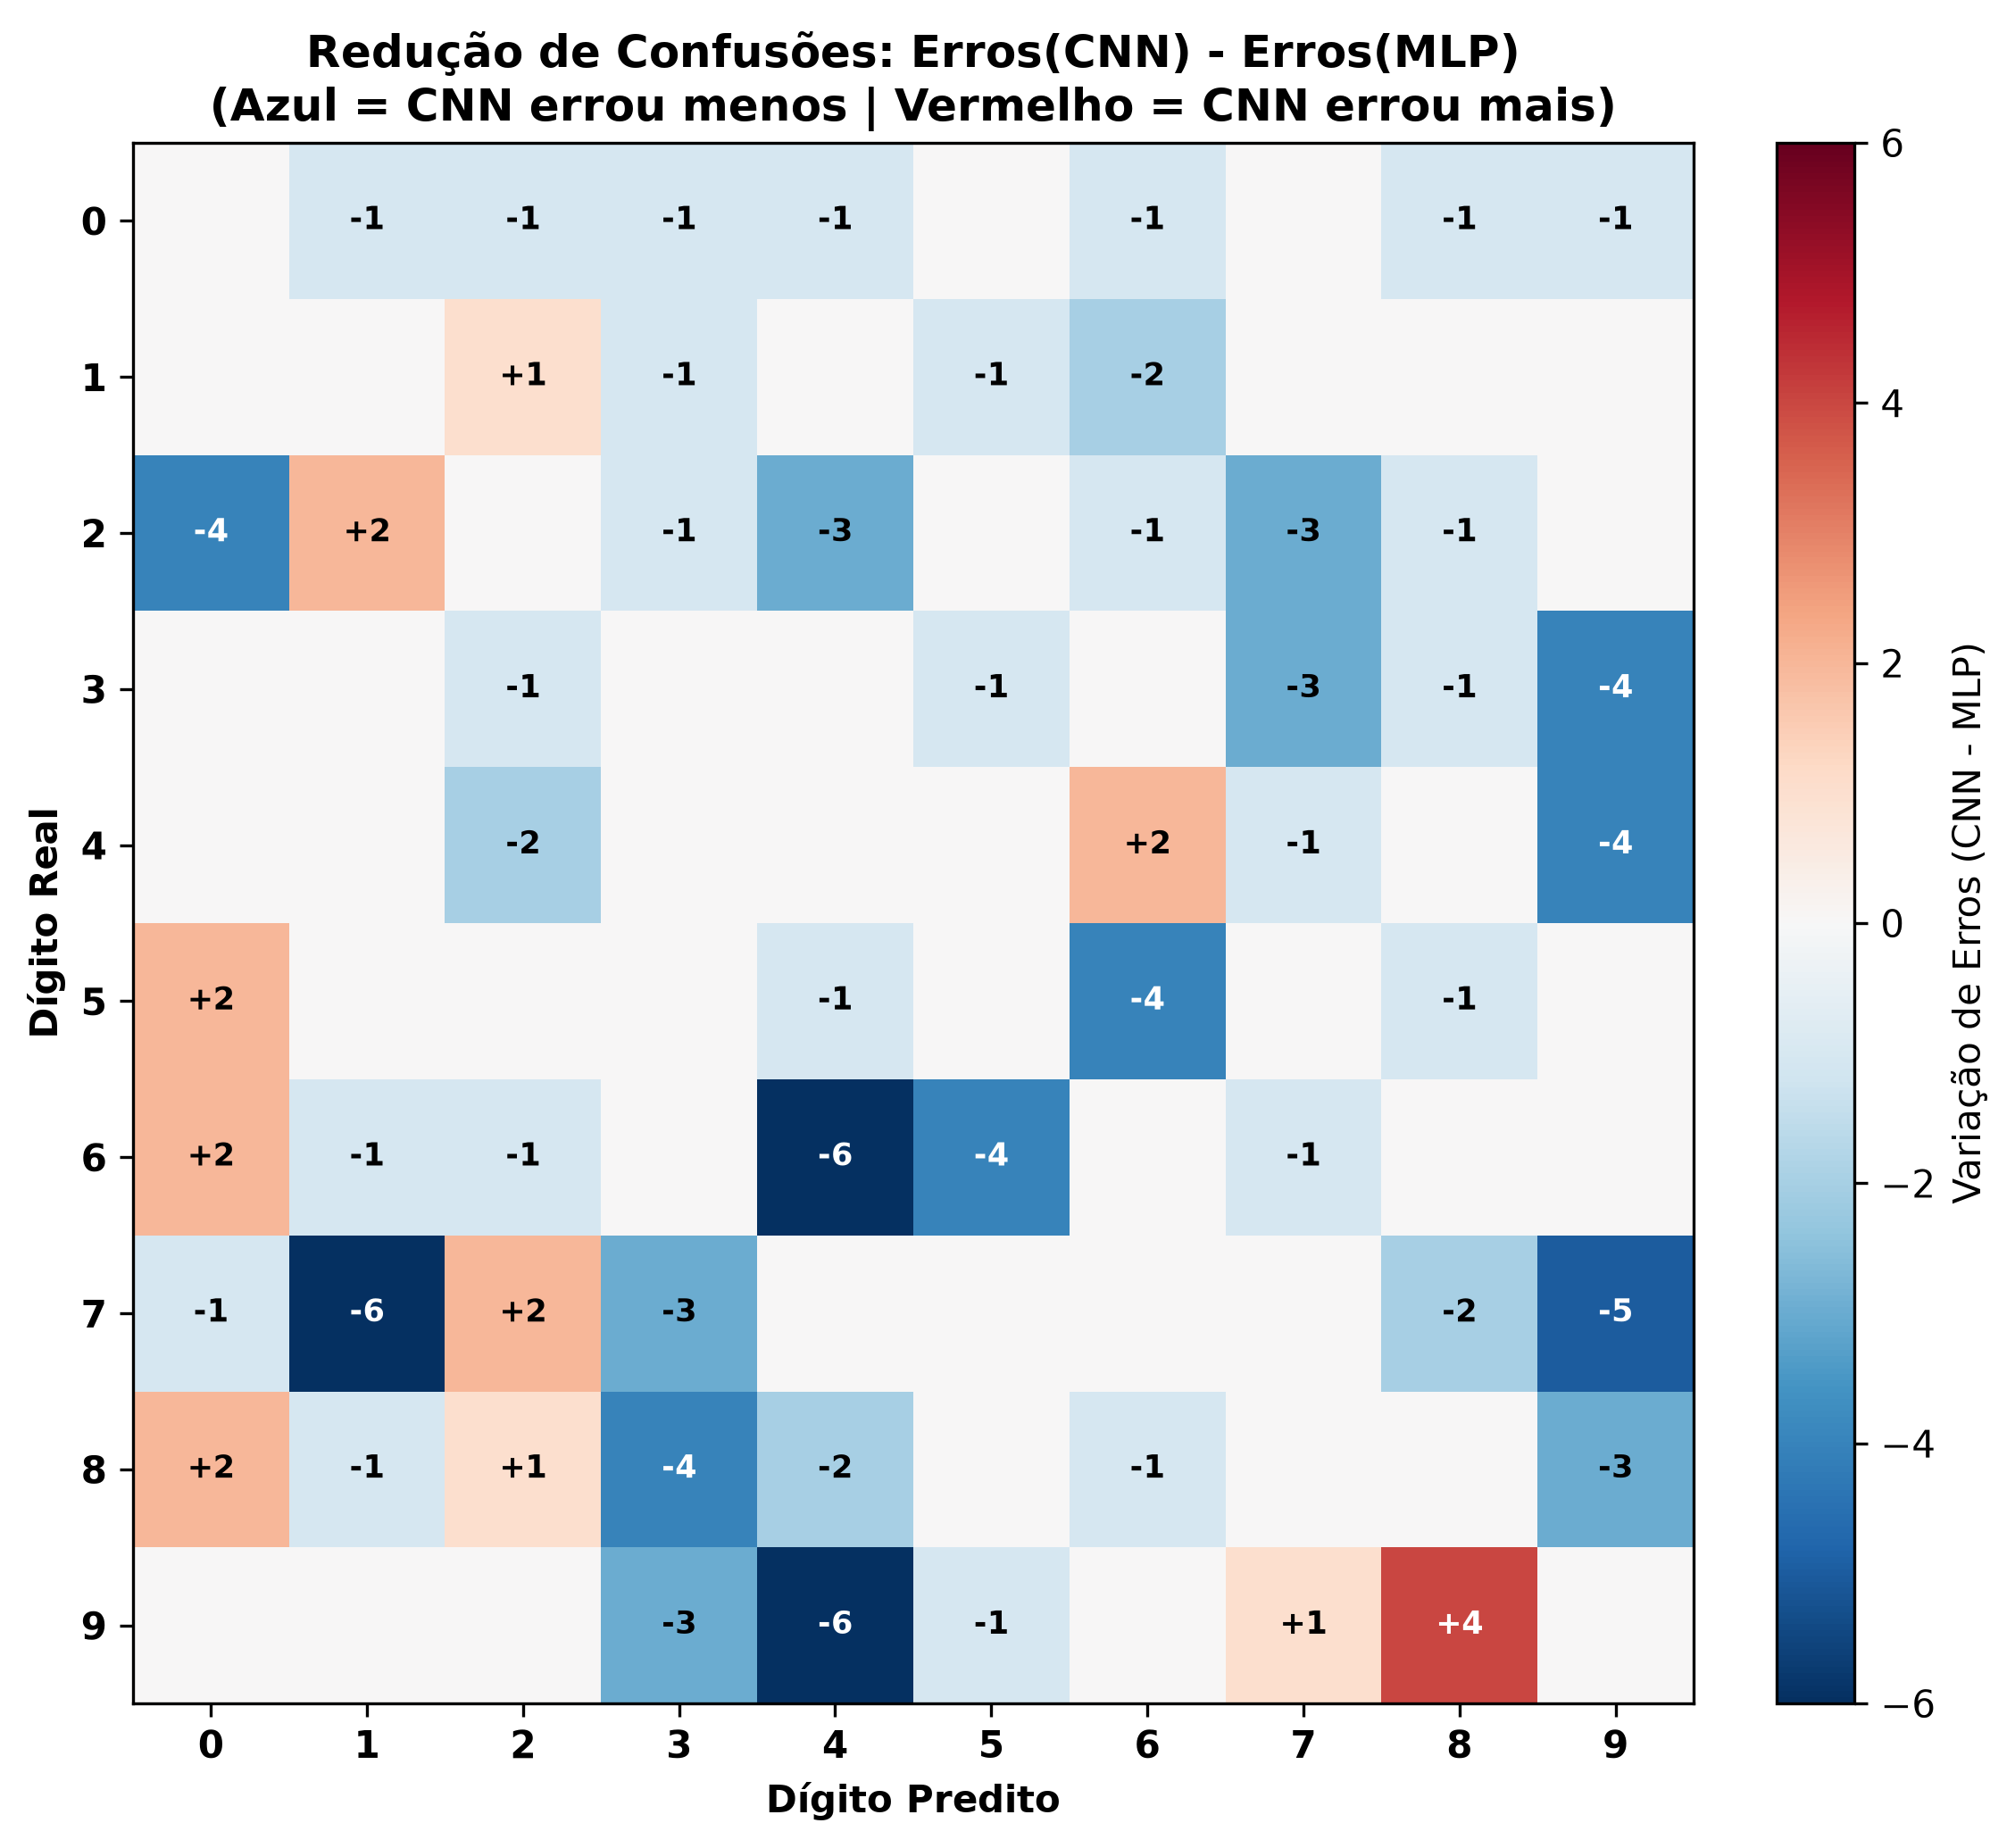 Redução de Confusões: Erros(CNN) - Erros(MLP)
(Azul = CNN errou menos | Vermelho = CNN errou mais)
Dígito Real
0 -1 -1 -1 -1 -1 -1 -1
1 +1 -1 -1 -2
2 -4 +2 -1 -3 -1 -3 -1
3 -1 -1 -3 -1 -4
4 -2 +2 -1 -4
5 +2 -1 -4 -1
6 +2 -1 -1 -6 -4 -1
7 -1 -6 +2 -3 -2 -5
8 +2 -1 +1 -4 -2 -1 -3
9 -3 -6 -1 +1 +4
0 1 2 3 4 5 6 7 8 9
Dígito Predito
6
4
2
0
−2
−4
−6
Variação de Erros (CNN - MLP)